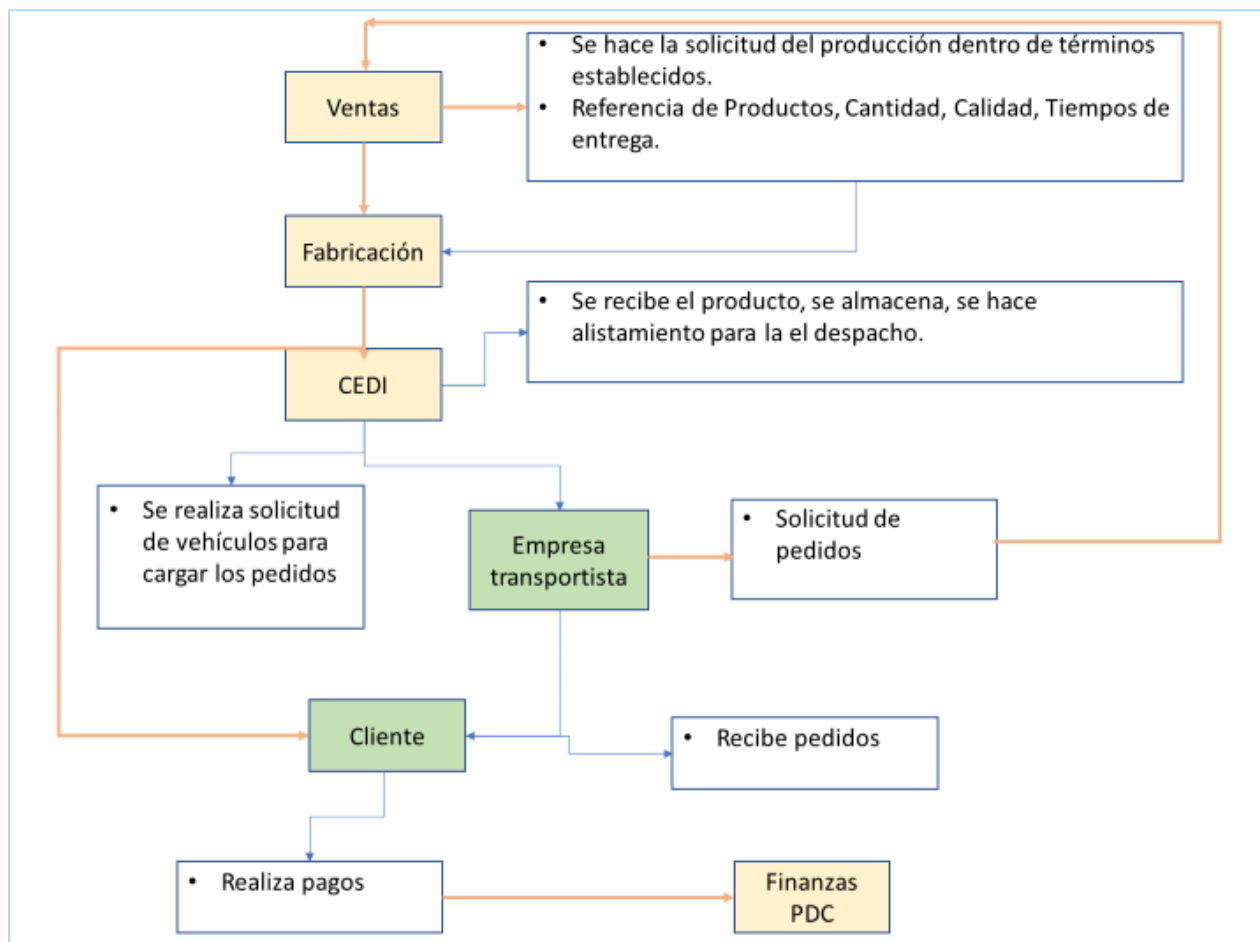 • Se hace la solicitud del producción dentro de términos
establecidos.
Ventas
• Referencia de Productos, Cantidad, Calidad, Tiempos de
entrega.
Fabricación
• Se recibe el producto, se almacena, se hace
alistamiento para la el despacho.
CEDI
• Se realiza solicitud
de vehículos para
cargar los pedidos
Empresa
transportista
• Solicitud de
pedidos
Cliente
• Recibe pedidos
• Realiza pagos
Finanzas
PDC